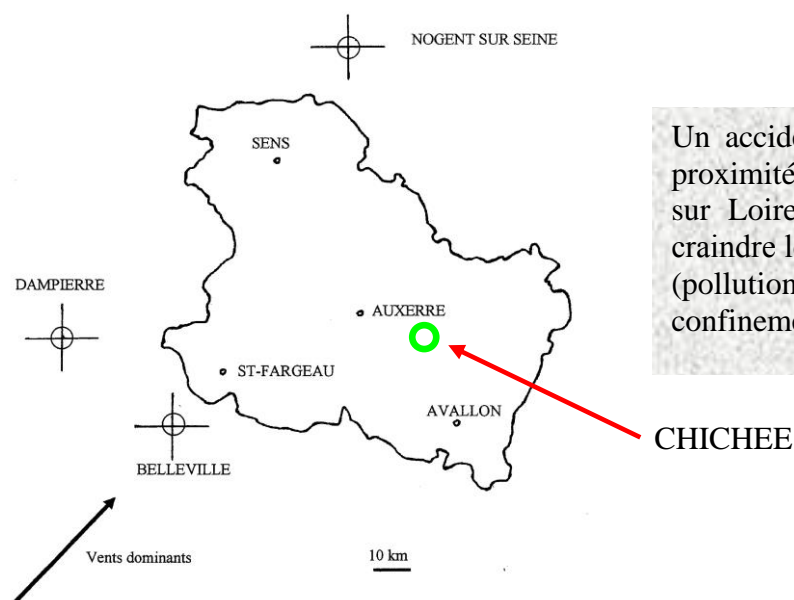 NOGENT SUR SEINE
SENS
Un accide
proximité
sur Loire
craindre l
(pollution
confinem
DAMPIERRE
AUXERRE
ST-FARGEAU
AVALLON
CHICHEE
BELLEVILLE
Vents dominants
10 km